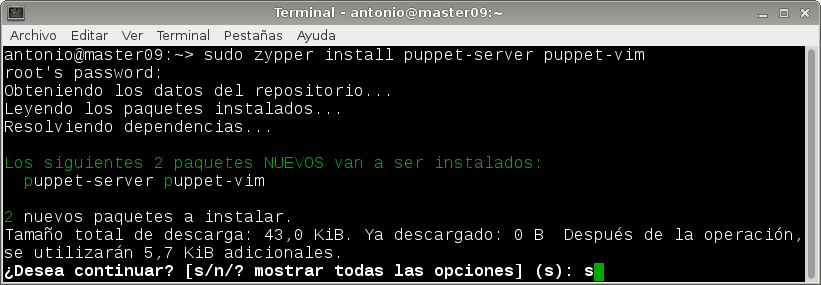 Terminal - antonio@master09:~
Archivo Editar Ver Terminal Pestañas Ayuda
antonio@master09:~> sudo zypper install puppet-server puppet-vim
root's password:
Obteniendo los datos del repositorio...
Leyendo los paquetes instalados...
Resolviendo dependencias...
Los siguientes 2 paquetes NUEVOS van a ser instalados:
  puppet-server puppet-vim
2 nuevos paquetes a instalar.
Tamaño total de descarga: 43,0 KiB. Ya descargado: 0 B  Después de la operación,
se utilizarán 5,7 KiB adicionales.
¿Desea continuar? [s/n/? mostrar todas las opciones] (s): s